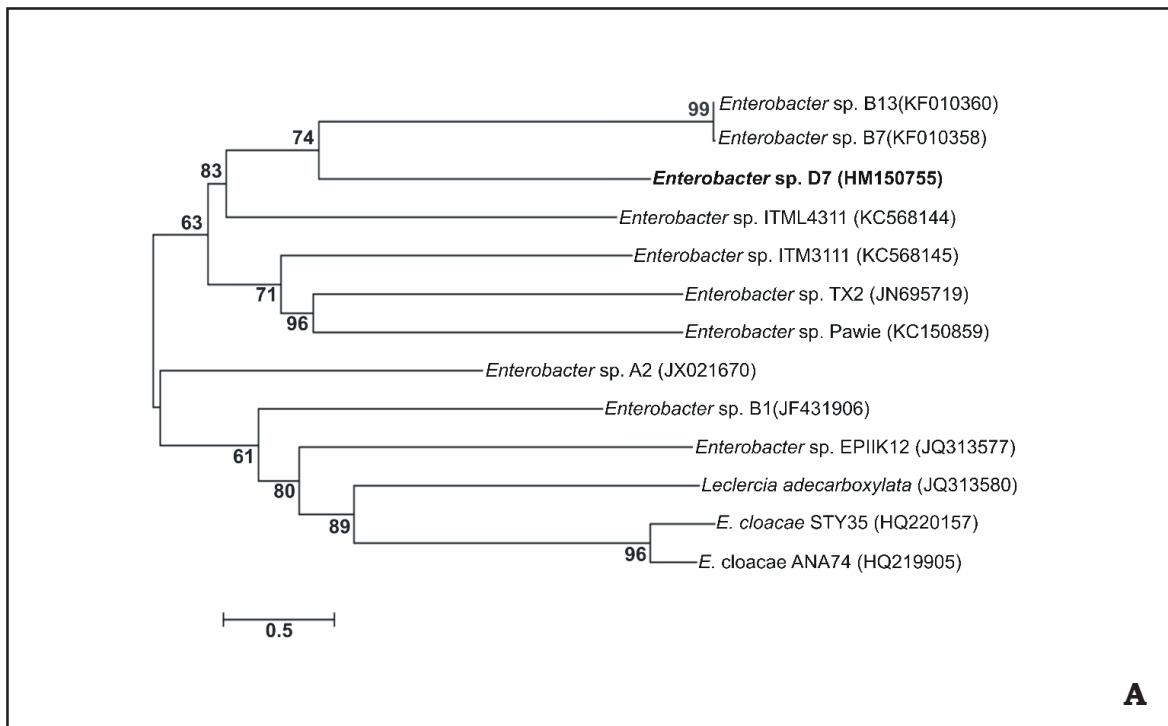 99
Enterobacter sp. B13(KF010360)
Enterobacter sp. B7(KF010358)
74
Enterobacter sp. D7 (HM150755)
83
Enterobacter sp. ITML4311 (KC568144)
63
Enterobacter sp. ITM3111 (KC568145)
71
Enterobacter sp. TX2 (JN695719)
96
Enterobacter sp. Pawie (KC150859)
Enterobacter sp. A2 (JX021670)
Enterobacter sp. B1(JF431906)
61
Enterobacter sp. EPIIK12 (JQ313577)
80
Leclercia adecarboxylata (JQ313580)
89
E. cloacae STY35 (HQ220157)
96
E. cloacae ANA74 (HQ219905)
0.5
A